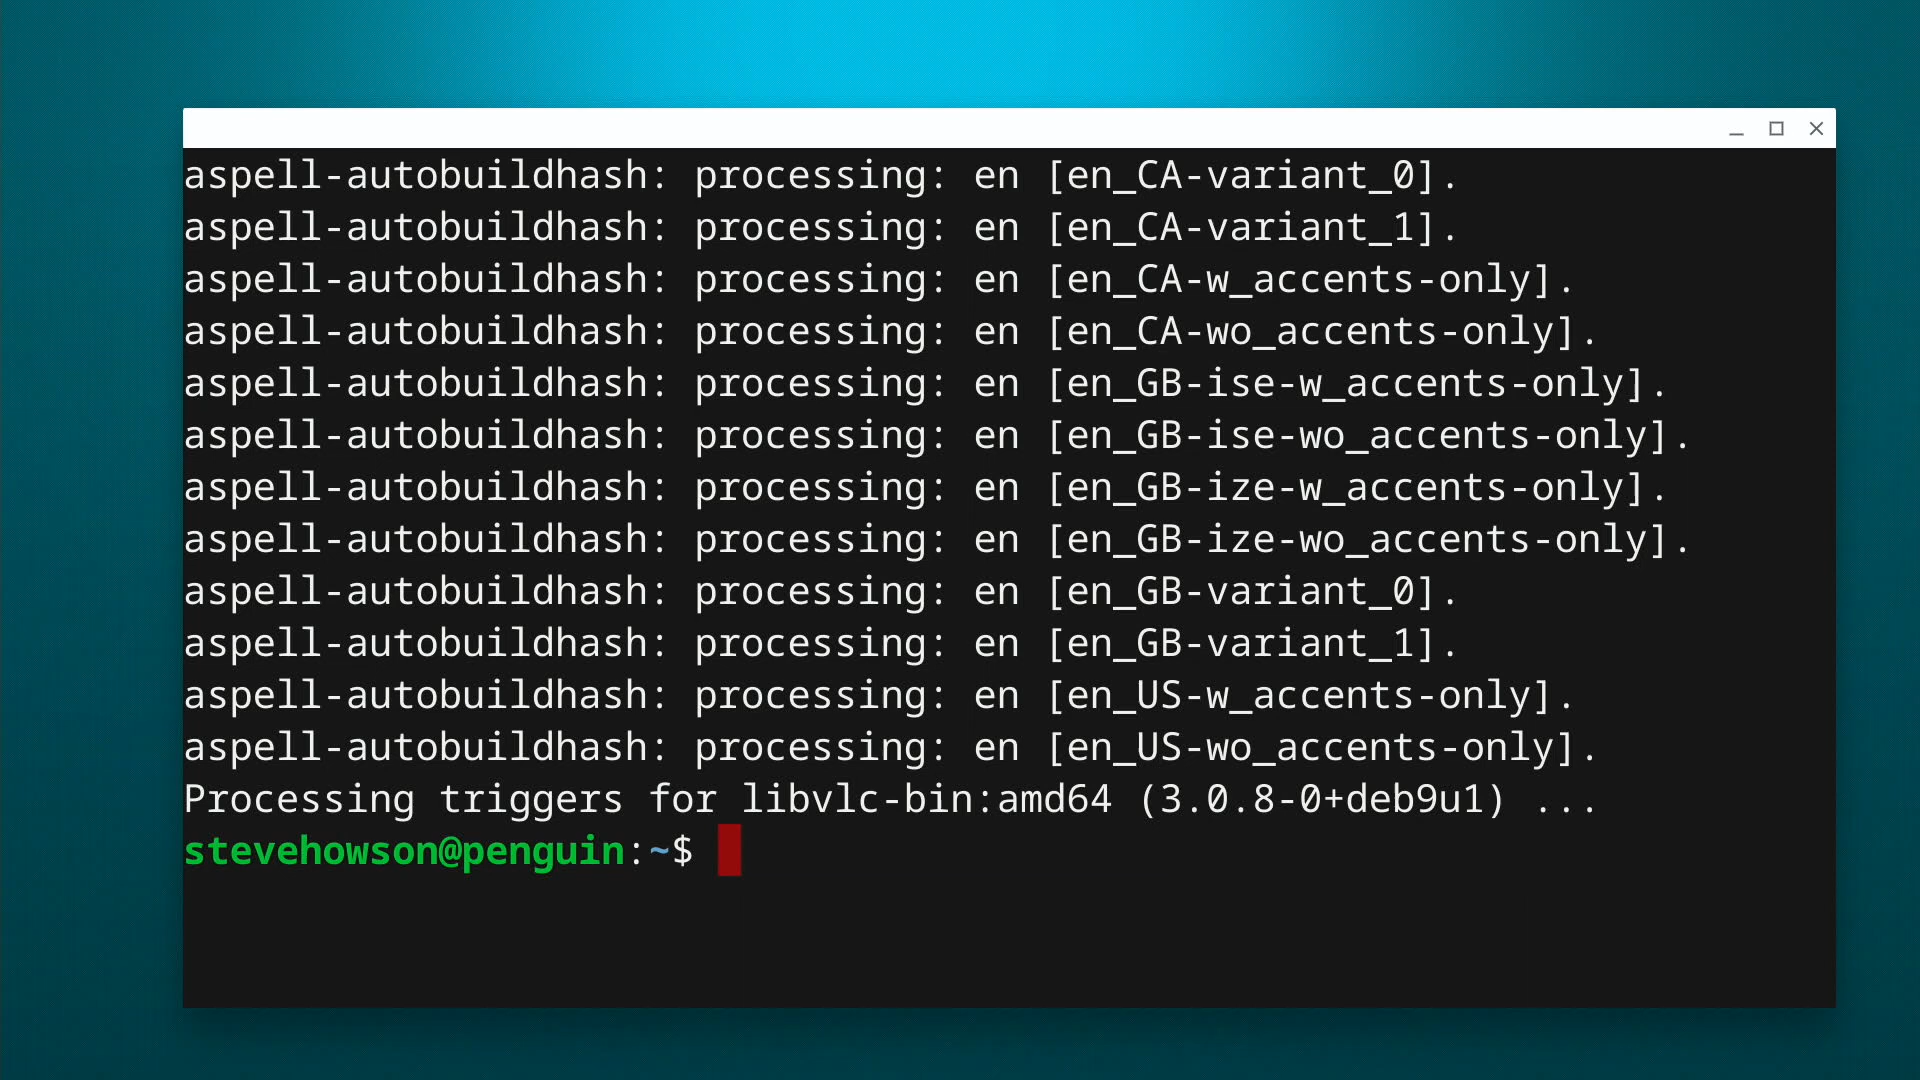 aspell-autobuildhash: processing: en [en_CA-variant_0].
aspell-autobuildhash: processing: en [en_CA-variant_1].
aspell-autobuildhash: processing: en [en_CA-w_accents-only].
aspell-autobuildhash: processing: en [en_CA-wo_accents-only].
aspell-autobuildhash: processing: en [en_GB-ise-w_accents-only].
aspell-autobuildhash: processing: en [en_GB-ise-wo_accents-only].
aspell-autobuildhash: processing: en [en_GB-ize-w_accents-only].
aspell-autobuildhash: processing: en [en_GB-ize-wo_accents-only].
aspell-autobuildhash: processing: en [en_GB-variant_0].
aspell-autobuildhash: processing: en [en_GB-variant_1].
aspell-autobuildhash: processing: en [en_US-w_accents-only].
aspell-autobuildhash: processing: en [en_US-wo_accents-only].
Processing triggers for libvlc-bin:amd64 (3.0.8-0+deb9u1) ...
stevehowson@penguin:~$